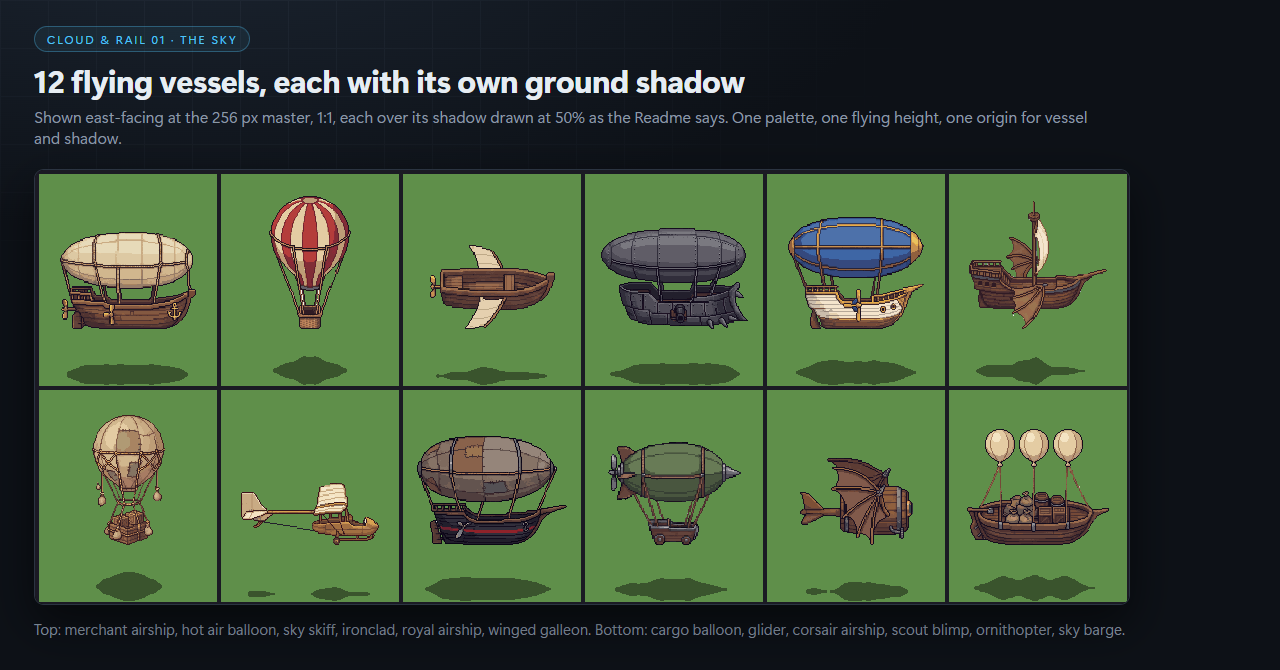 CLOUD & RAIL 01 · THE SKY
12 flying vessels, each with its own ground shadow
Shown east-facing at the 256 px master, 1:1, each over its shadow drawn at 50% as the Readme says. One palette, one flying height, one origin for vessel
and shadow.
Top: merchant airship, hot air balloon, sky skiff, ironclad, royal airship, winged galleon. Bottom: cargo balloon, glider, corsair airship, scout blimp, ornithopter, sky barge.